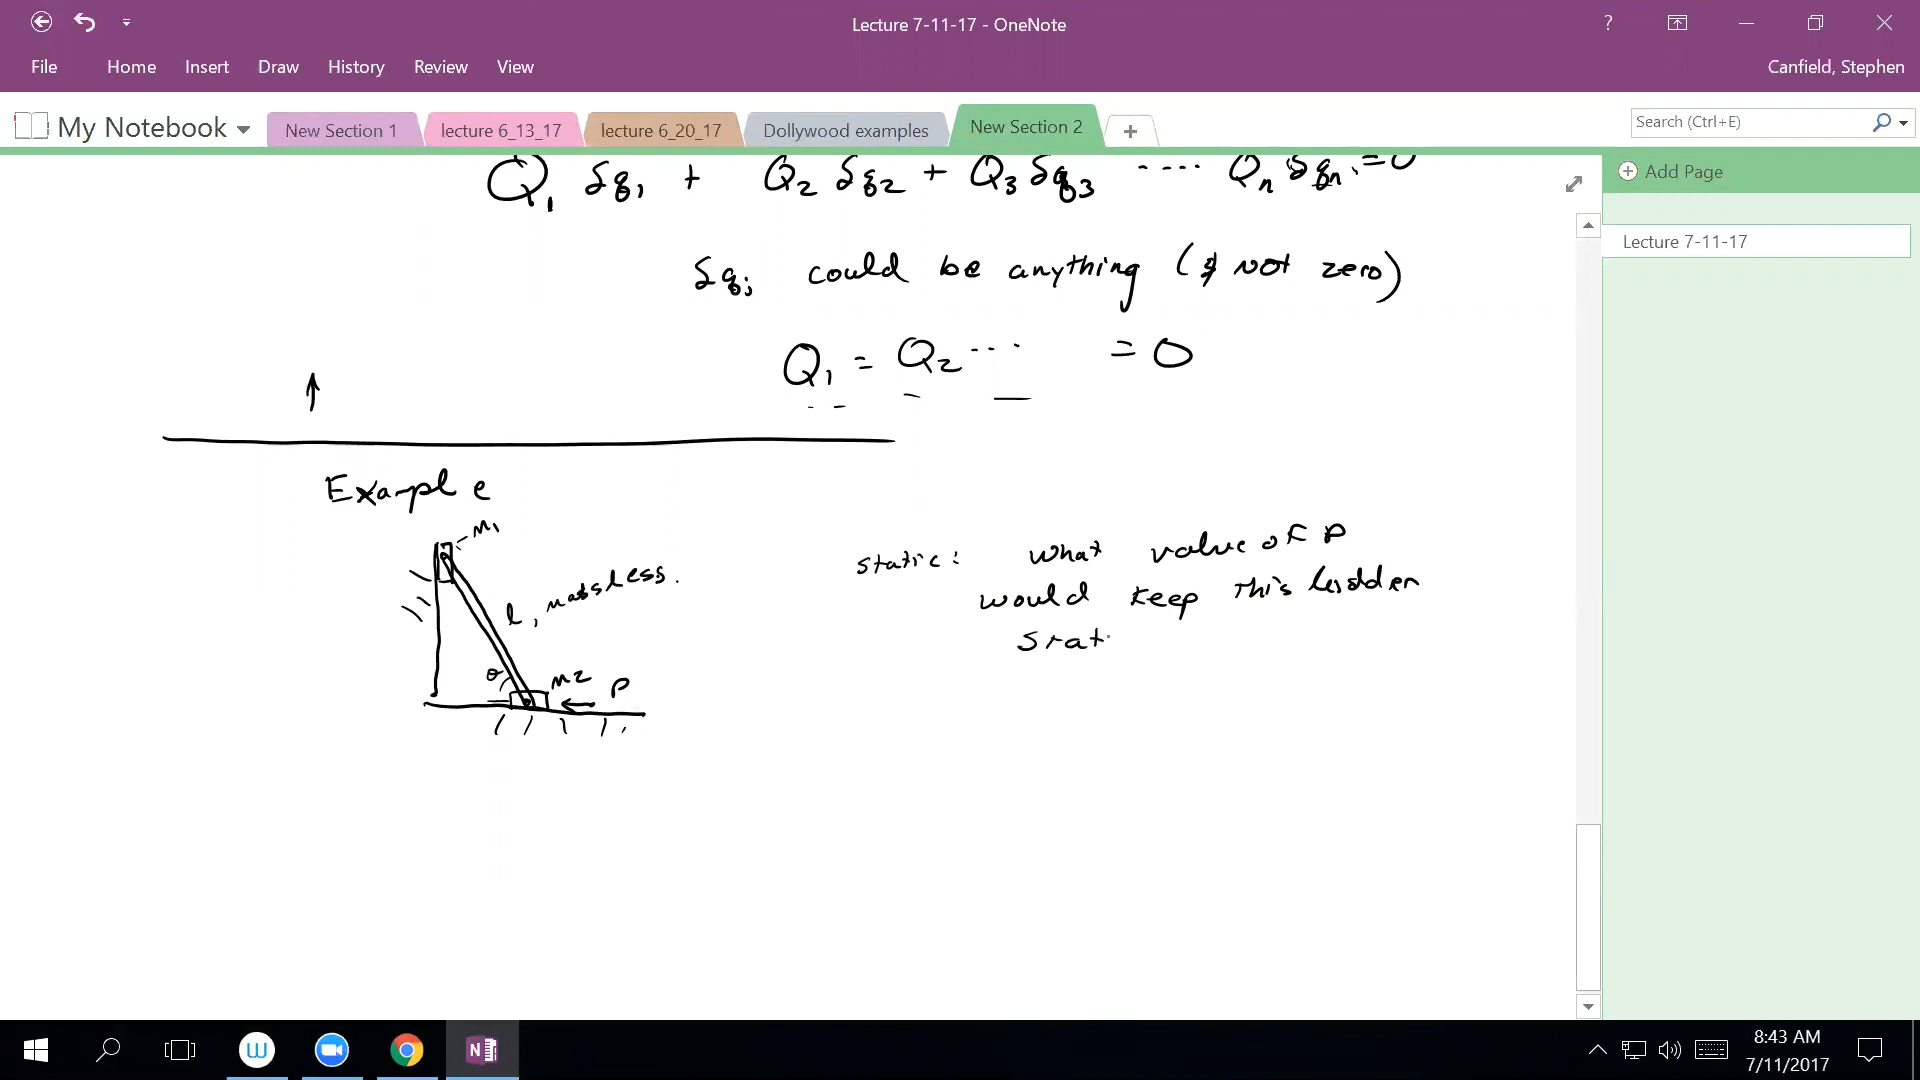 Lecture 7-11-17 - OneNote
?
File Home Insert Draw History Review View
Canfield, Stephen
My Notebook
New Section 1
lecture 6_13_17
lecture 6_20_17
Dollywood examples
New Section 2
+
Search (Ctrl+E)
Add Page
Lecture 7-11-17
Q₁ δq₁ + Q₂ δq₂ + Q₃ δq₃ ..... Qₙ δqₙ = 0
δqⱼ could be anything (& not zero)
Q₁ = Q₂ ... = 0
Example
m₁
l, massless.
θ
m2
P
static: what value of P
would keep this ladder
stat
8:43 AM
7/11/2017